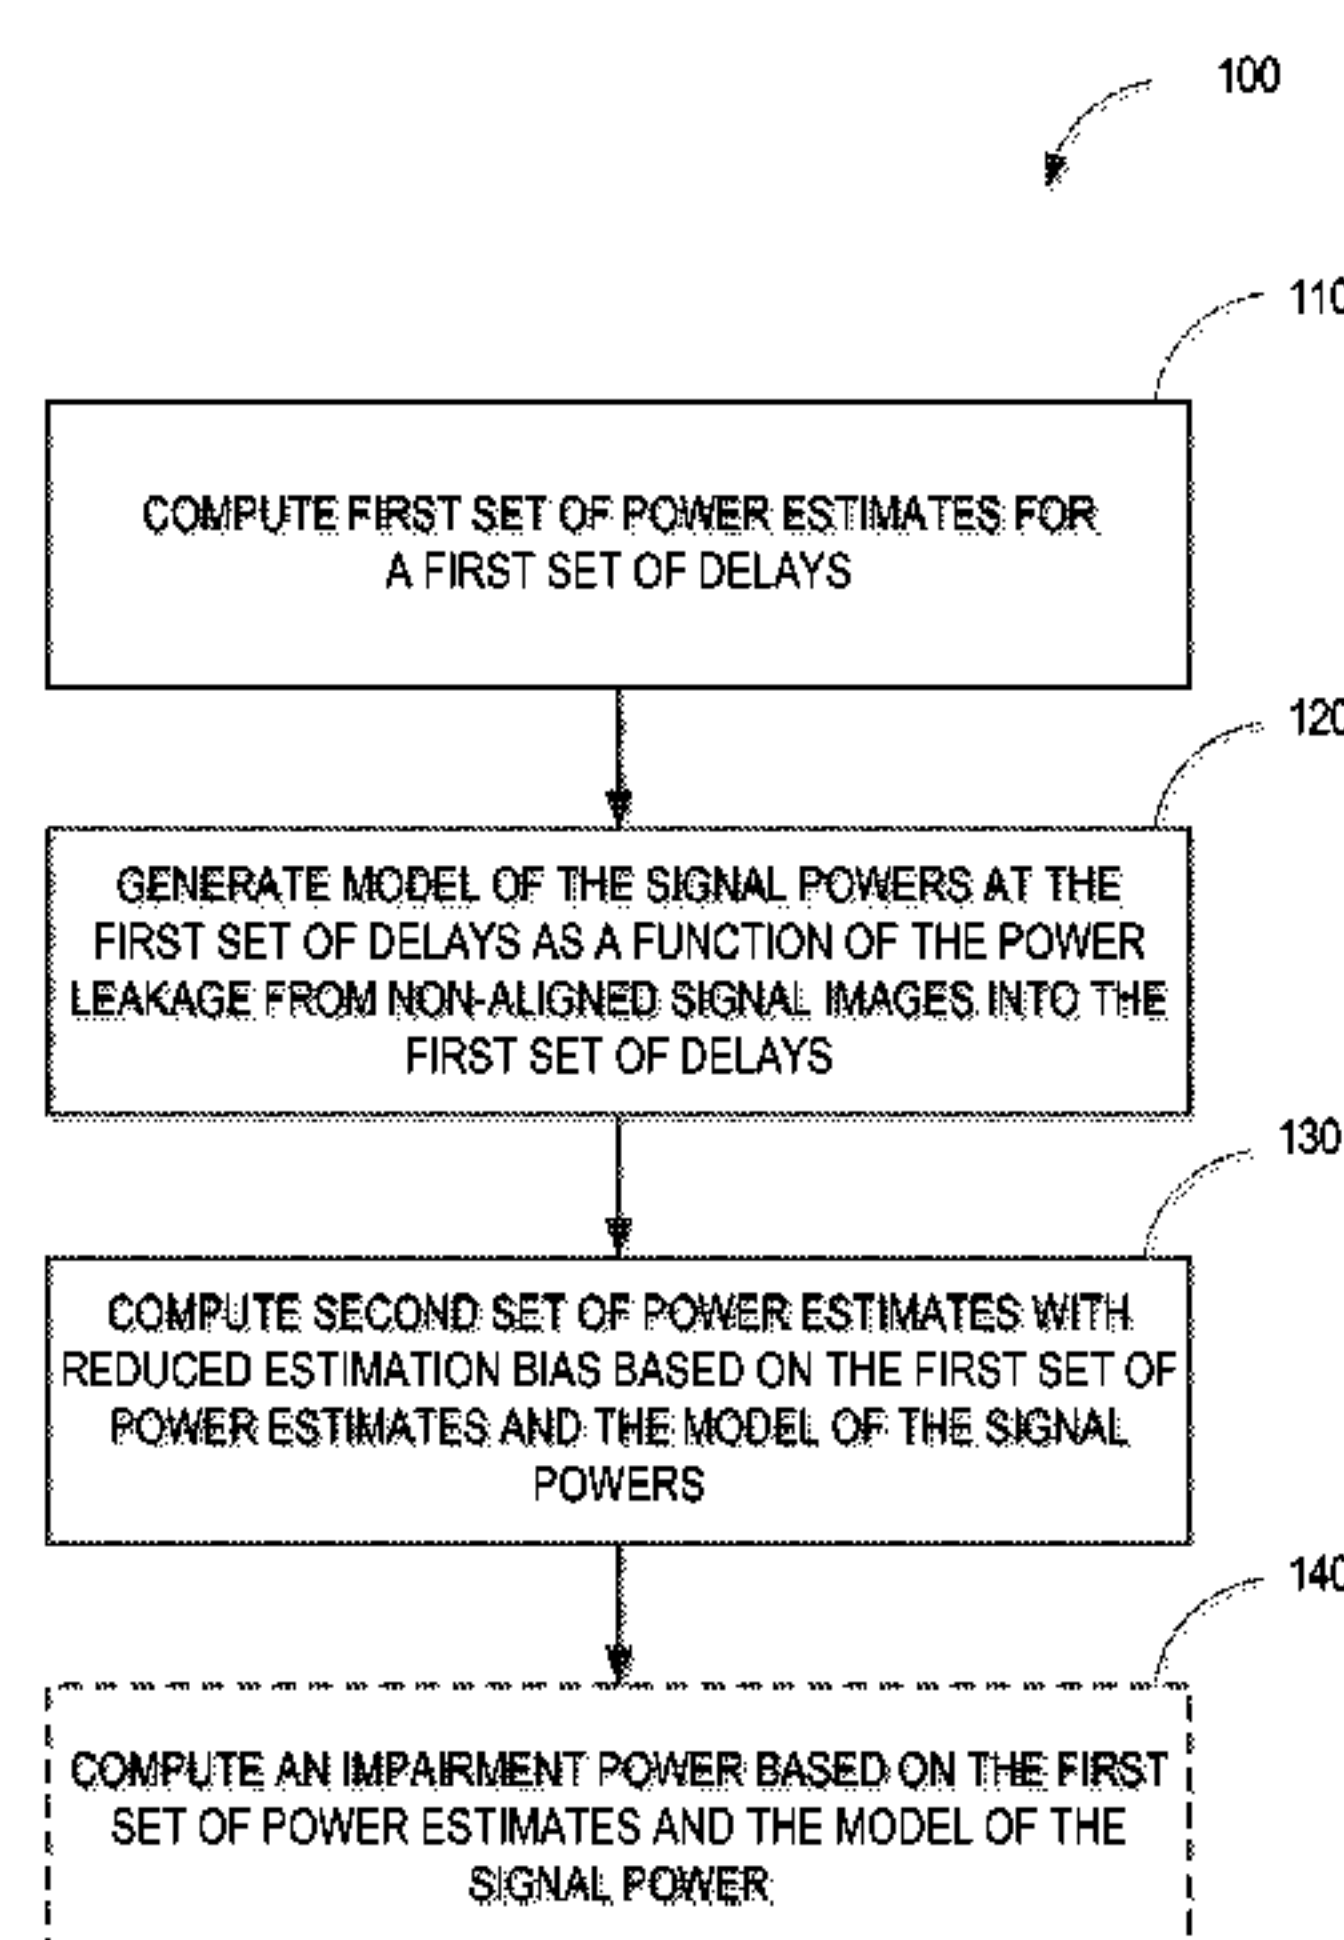 100
110
COMPUTE FIRST SET OF POWER ESTIMATES FOR
A FIRST SET OF DELAYS
120
GENERATE MODEL OF THE SIGNAL POWERS AT THE
FIRST SET OF DELAYS AS A FUNCTION OF THE POWER
LEAKAGE FROM NON-ALIGNED SIGNAL IMAGES INTO THE
FIRST SET OF DELAYS
130
COMPUTE SECOND SET OF POWER ESTIMATES WITH
REDUCED ESTIMATION BIAS BASED ON THE FIRST SET OF
POWER ESTIMATES AND THE MODEL OF THE SIGNAL
POWERS
140
COMPUTE AN IMPAIRMENT POWER BASED ON THE FIRST
SET OF POWER ESTIMATES AND THE MODEL OF THE
SIGNAL POWER